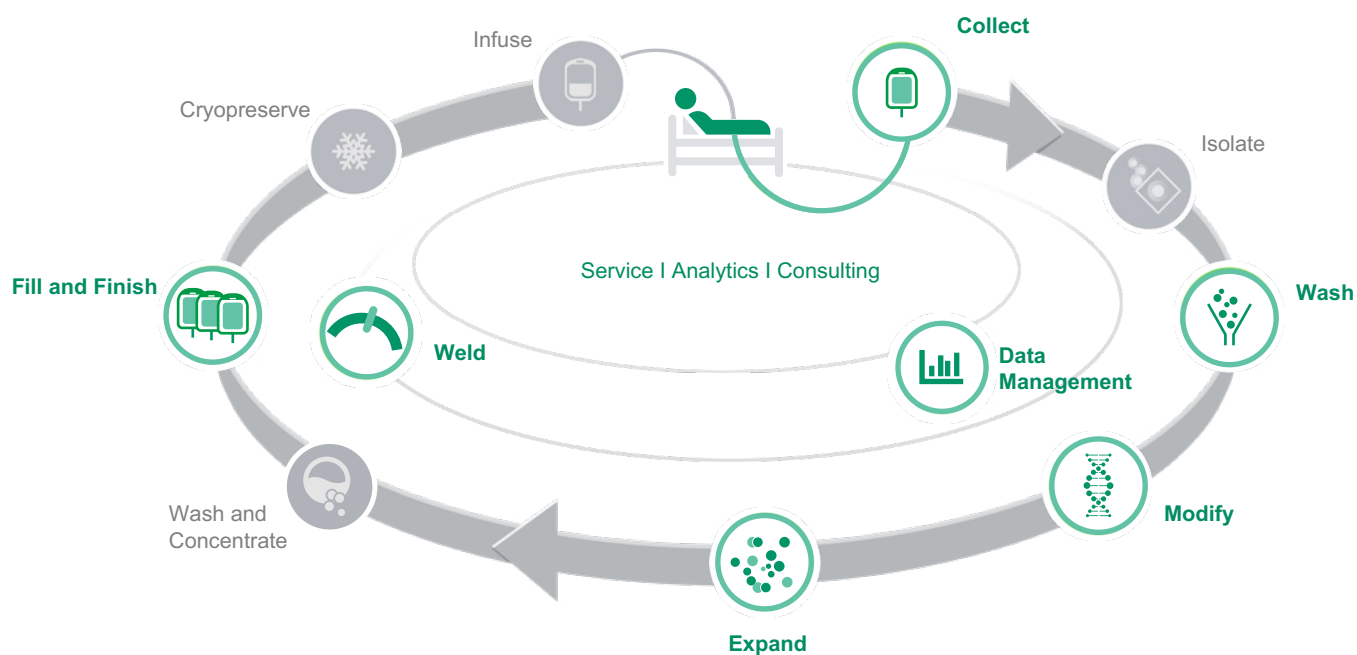 Collect
Infuse
Cryopreserve
Isolate
Service I Analytics I Consulting
Fill and Finish
Wash
Weld
Data
Management
Wash and
Concentrate
Modify
Expand